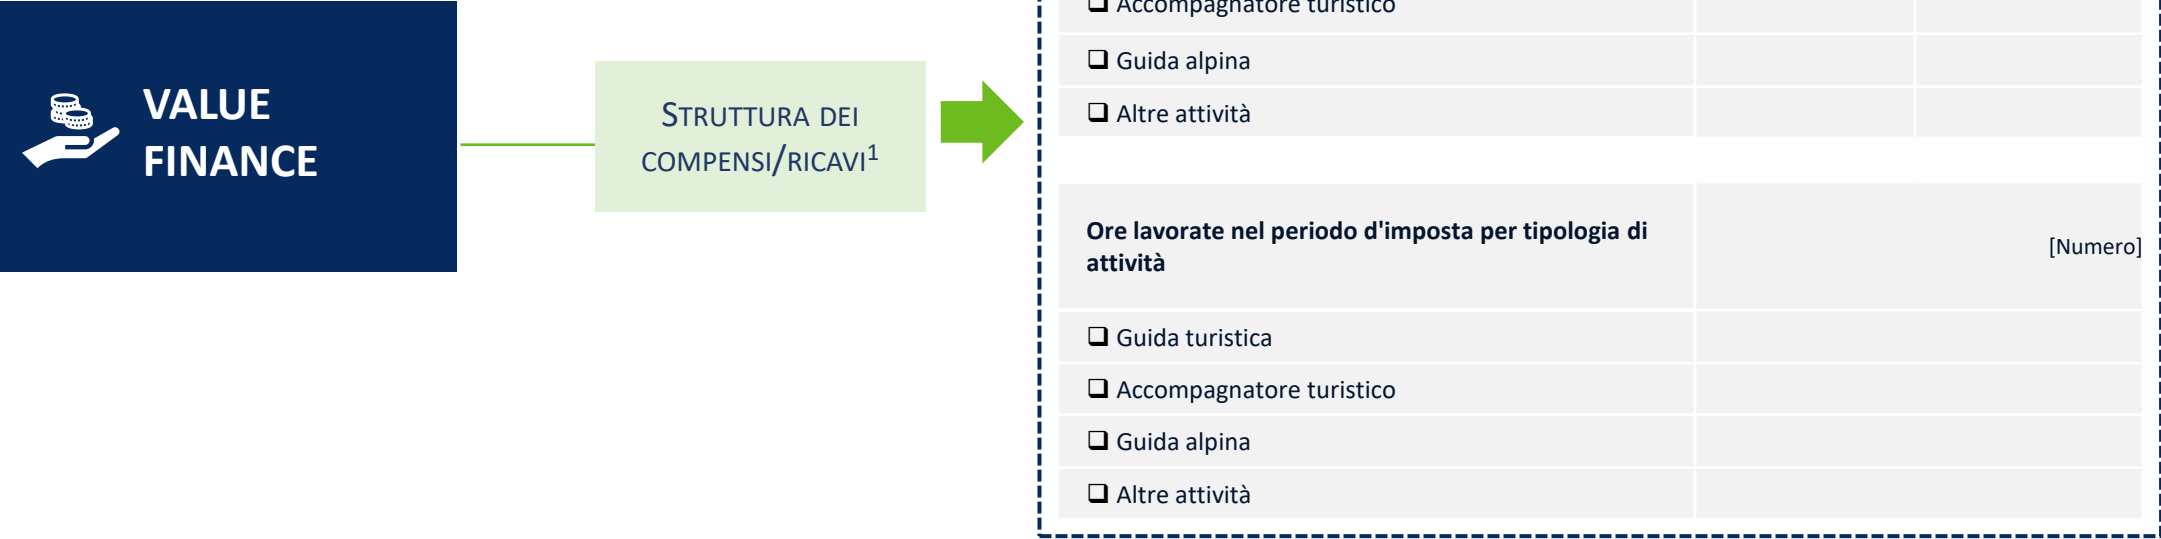 VALUE
FINANCE
STRUTTURA DEI
COMPENSI/RICAVI1
Accompagnatore turistico
Guida alpina
Altre attività
Ore lavorate nel periodo d'imposta per tipologia di
attività
[Numero]
Guida turistica
Accompagnatore turistico
Guida alpina
Altre attività